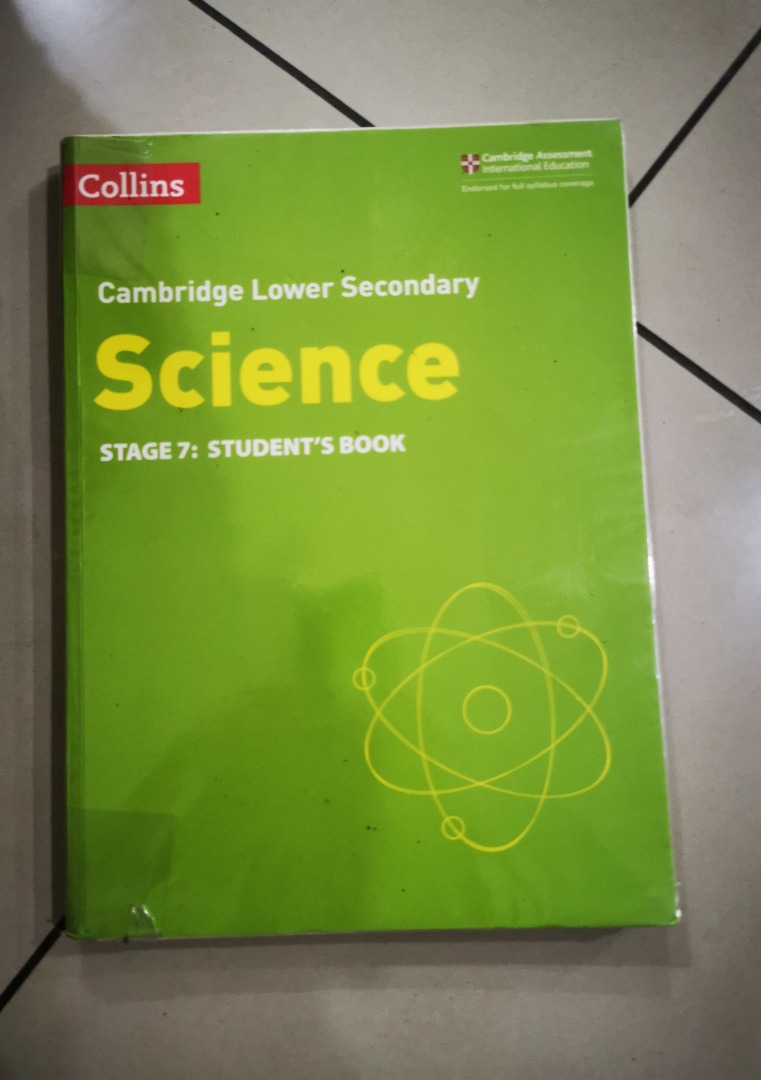 Collins
Cambridge Assessment
International Education
Endorsed for full syllabus coverage
Cambridge Lower Secondary
Science
STAGE 7: STUDENT'S BOOK